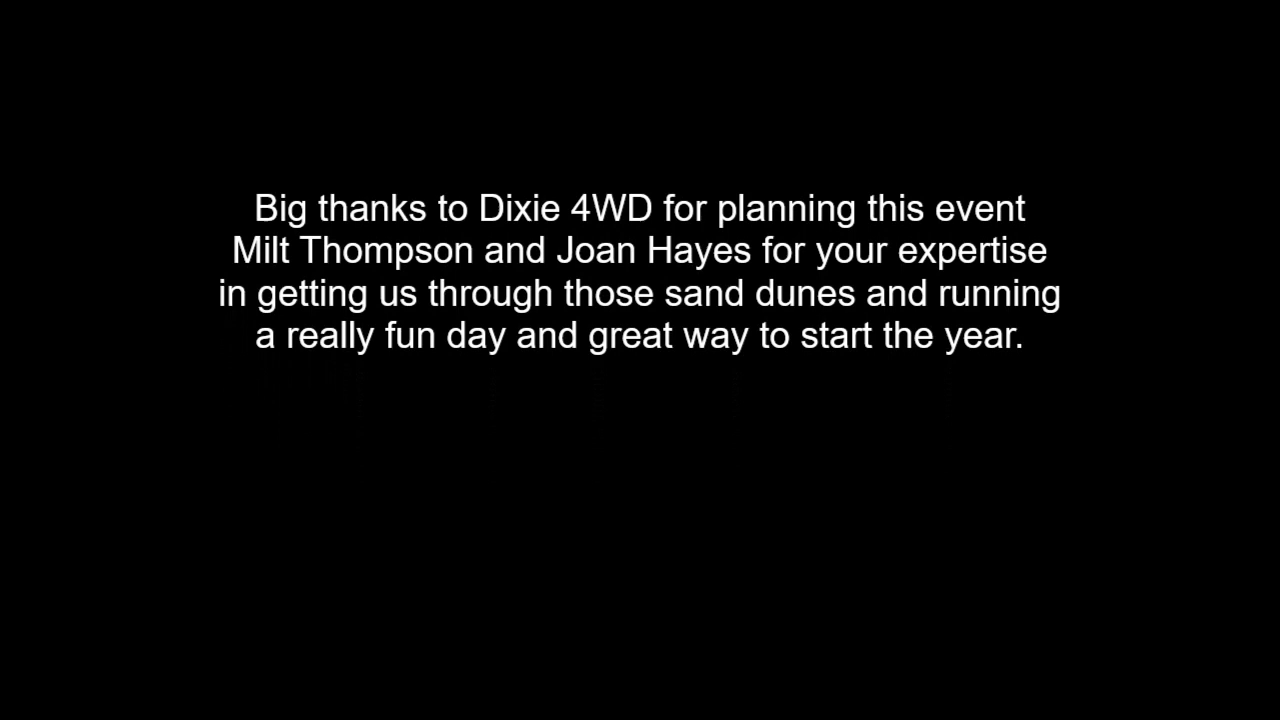 Big thanks to Dixie 4WD for planning this event
Milt Thompson and Joan Hayes for your expertise
in getting us through those sand dunes and running
a really fun day and great way to start the year.